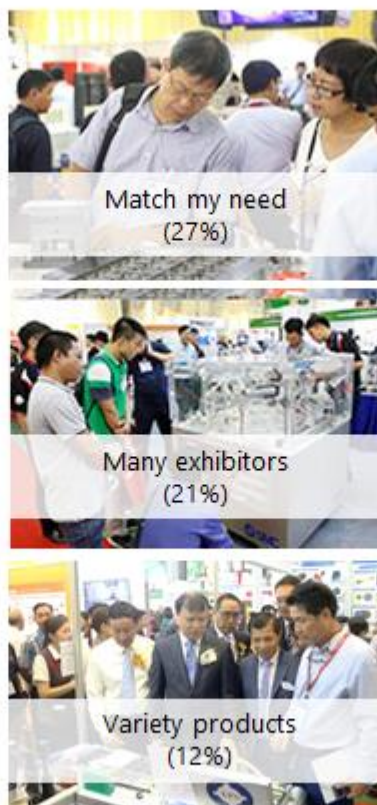 Match my need
(27%)
Many exhibitors
(21%)
Variety products
(12%)